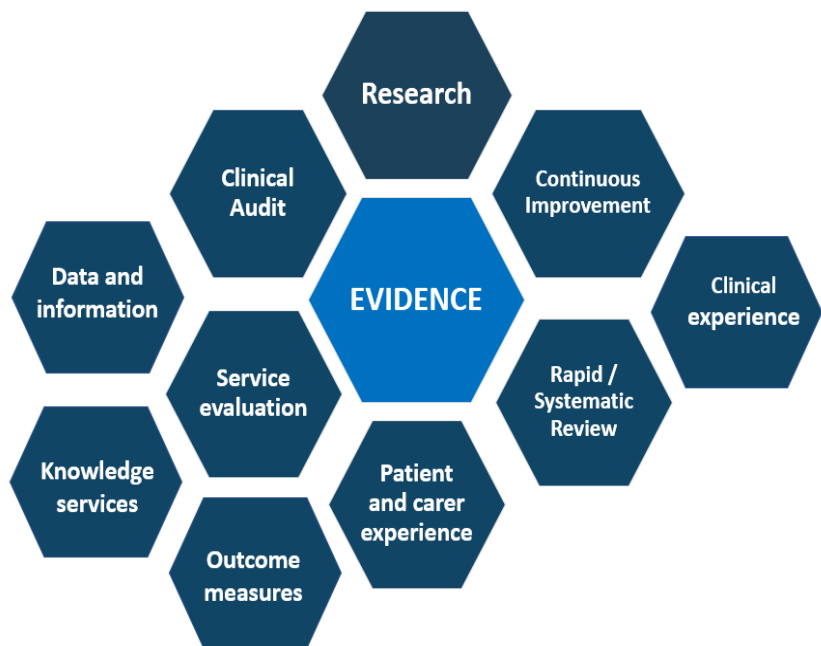 Research
Clinical
Audit
Continuous
Improvement
Data and
information
EVIDENCE
Clinical
experience
Service
evaluation
Rapid /
Systematic
Review
Knowledge
services
Patient
and carer
experience
Outcome
measures